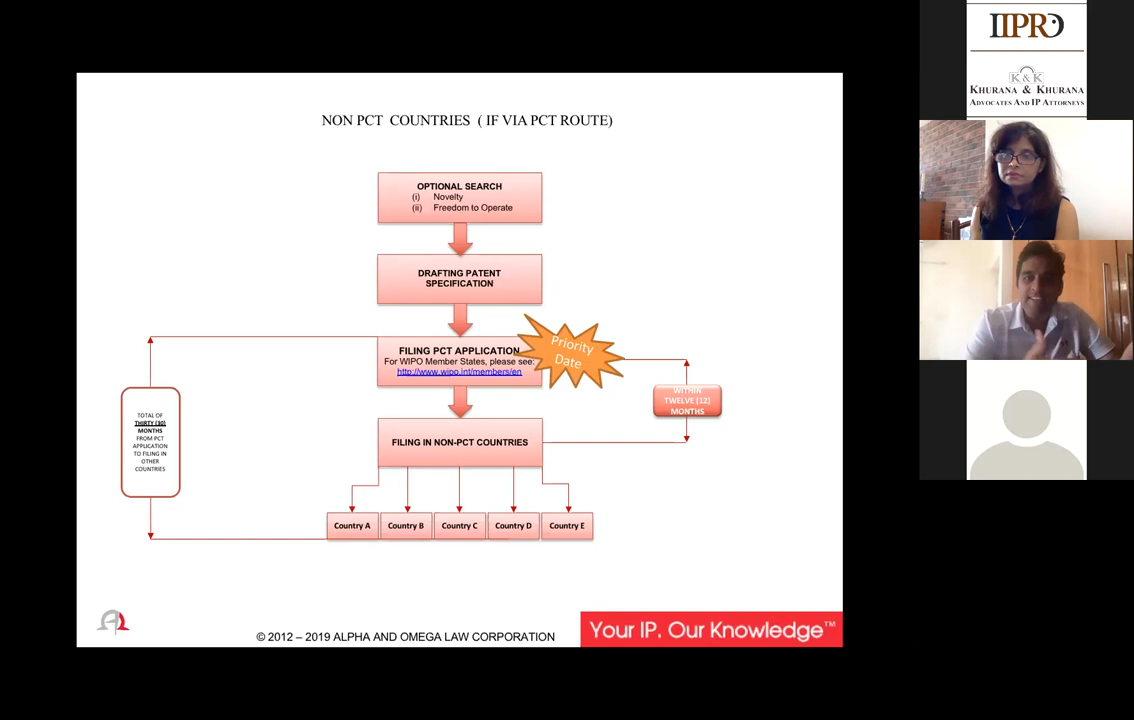 NON PCT COUNTRIES ( IF VIA PCT ROUTE)
OPTIONAL SEARCH
(i) Novelty
(ii) Freedom to Operate
DRAFTING PATENT
SPECIFICATION
FILING PCT APPLICATION
For WIPO Member States, please see:
http://www.wipo.int/members/en
Priority
Date
WITHIN
TWELVE (12)
MONTHS
TOTAL OF
THIRTY (30)
MONTHS
FROM PCT
APPLICATION
TO FILING IN
OTHER
COUNTRIES
FILING IN NON-PCT COUNTRIES
Country A
Country B
Country C
Country D
Country E
© 2012 – 2019 ALPHA AND OMEGA LAW CORPORATION
Your IP. Our Knowledge™
IIPRD
K&K
KHURANA & KHURANA
ADVOCATES AND IP ATTORNEYS